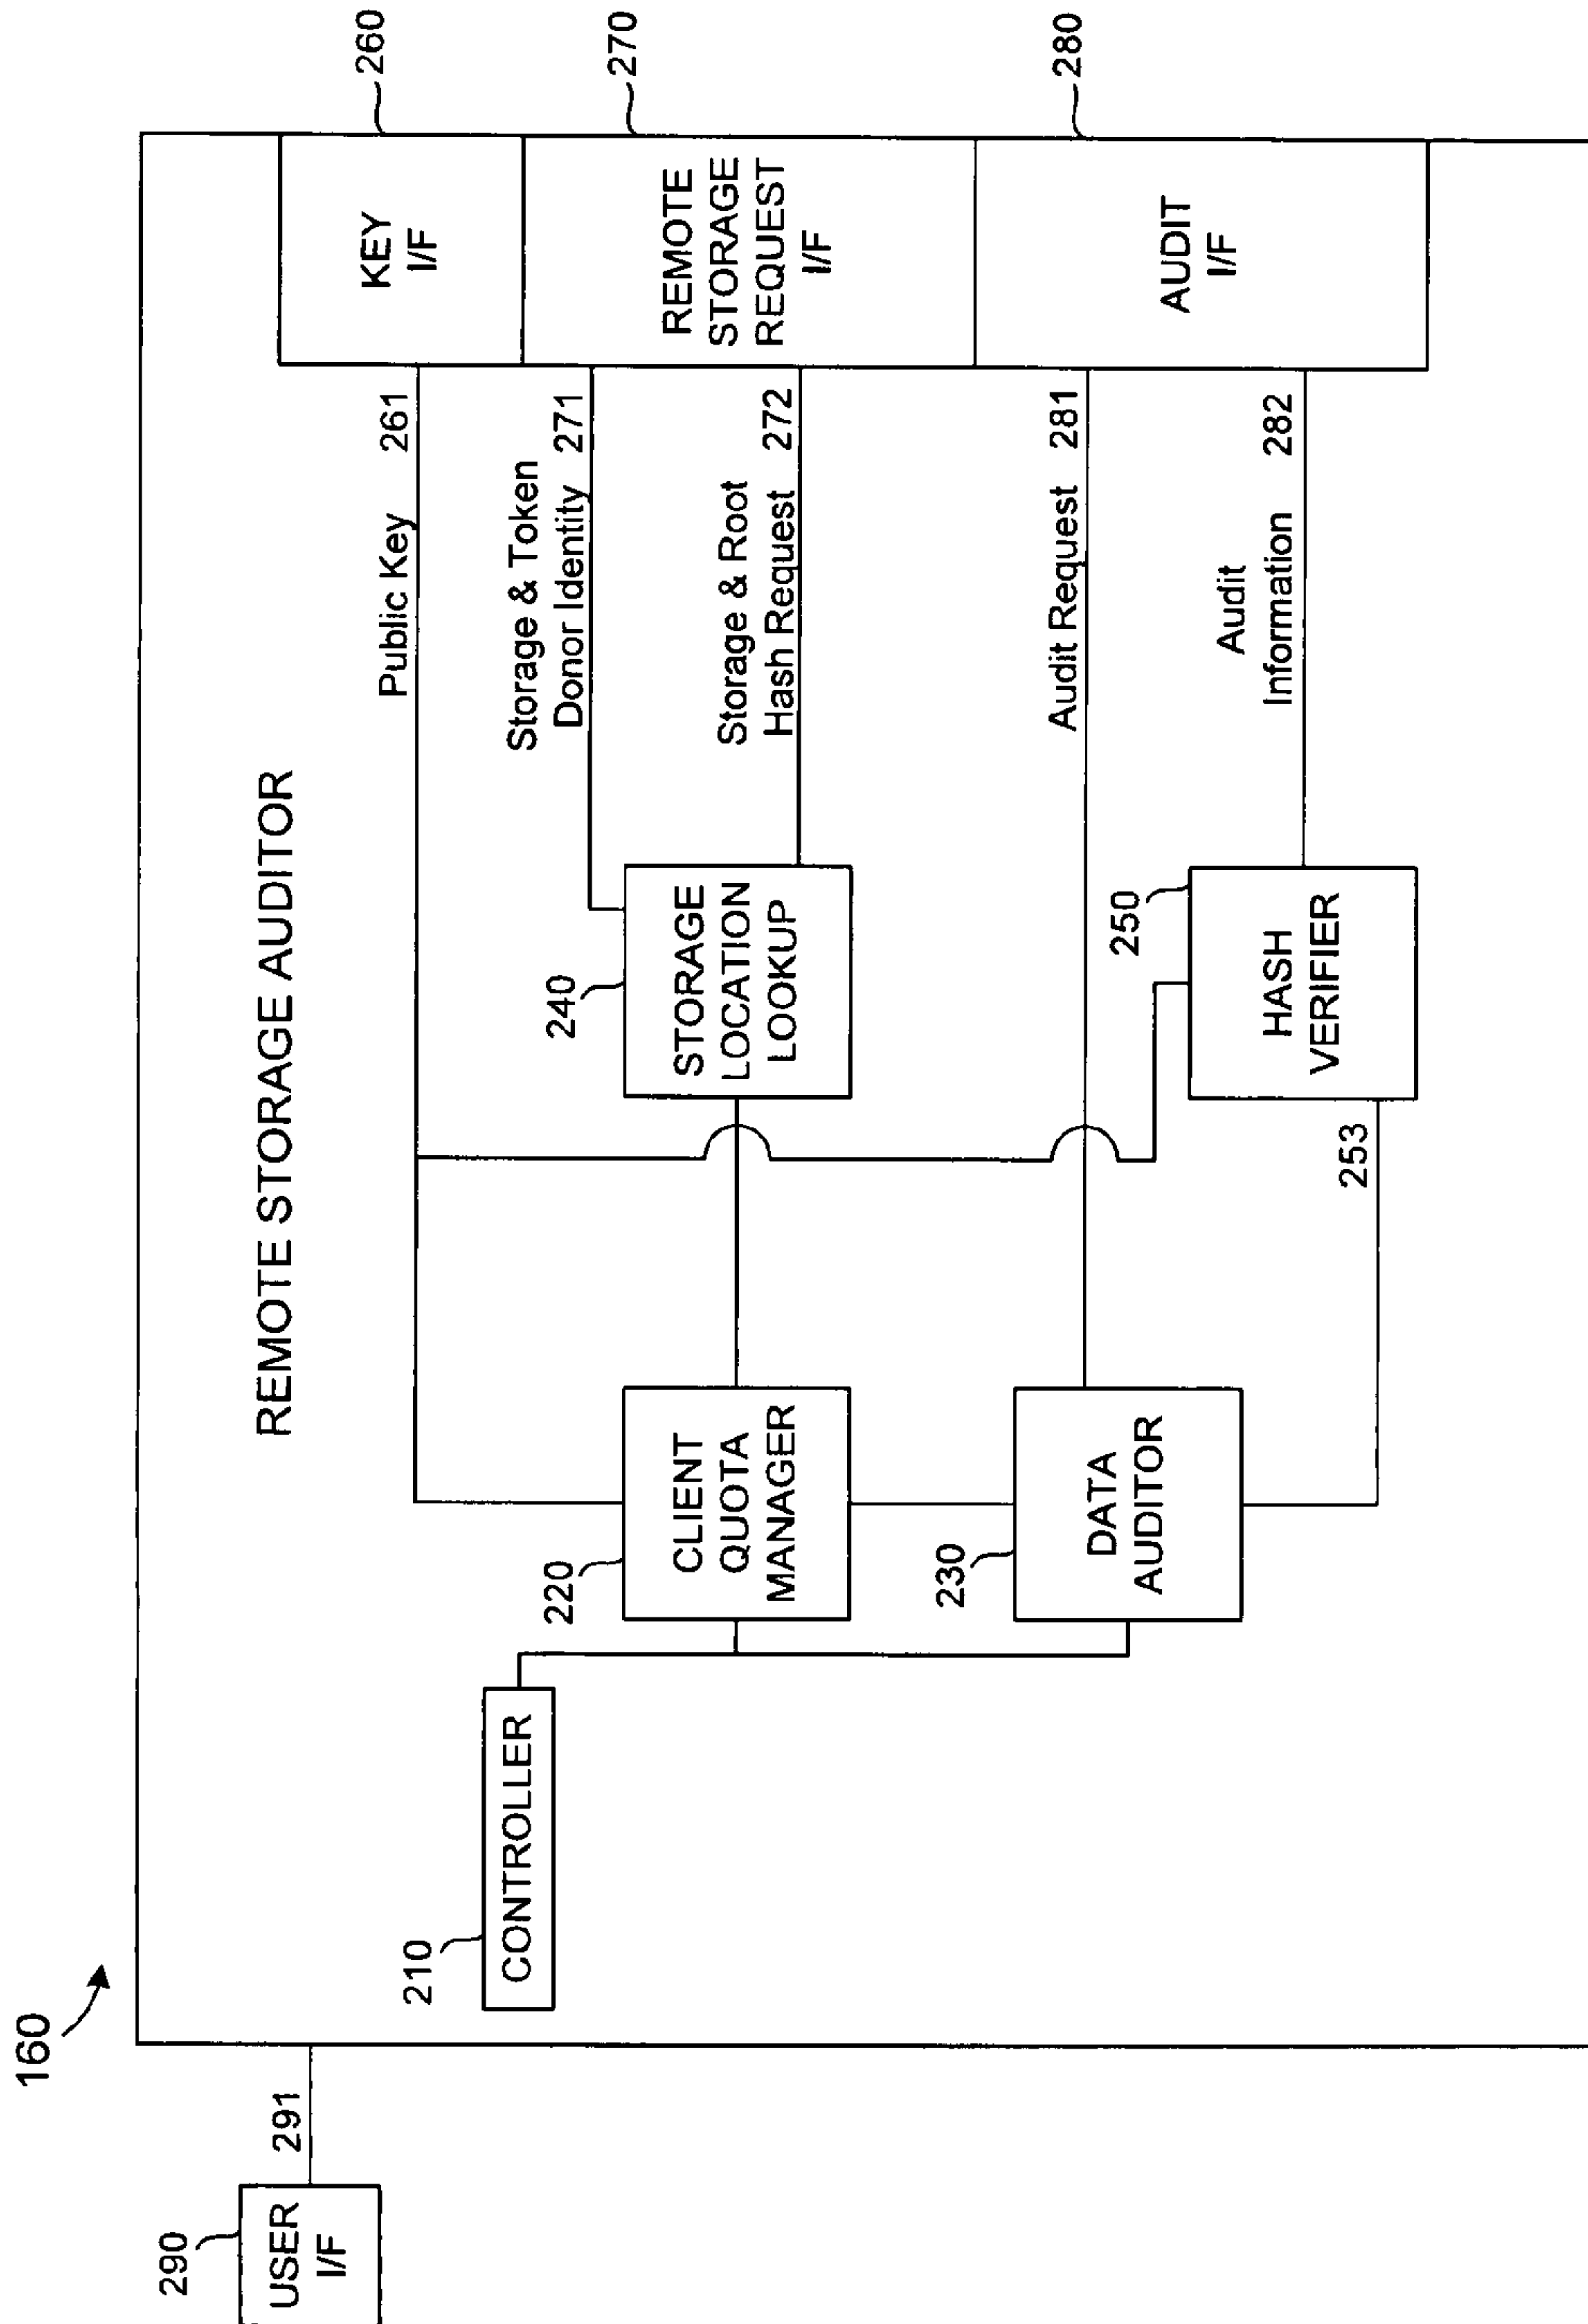 160
REMOTE STORAGE AUDITOR
290
USER
I/F
291
210
CONTROLLER
220
CLIENT
QUOTA
MANAGER
230
DATA
AUDITOR
240
STORAGE
LOCATION
LOOKUP
250
HASH
VERIFIER
253
Public Key 261
Storage & Token
Donor Identity 271
Storage & Root
Hash Request 272
Audit Request 281
Audit
Information 282
KEY
I/F
260
REMOTE
STORAGE
REQUEST
I/F
270
AUDIT
I/F
280